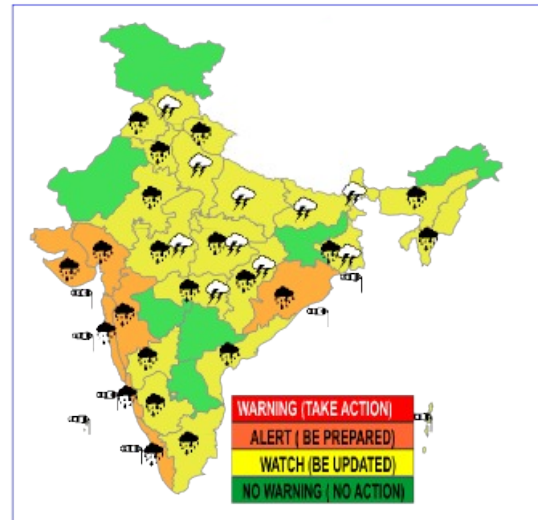 WARNING (TAKE ACTION)
ALERT ( BE PREPARED)
WATCH (BE UPDATED)
NO WARNING ( NO ACTION)